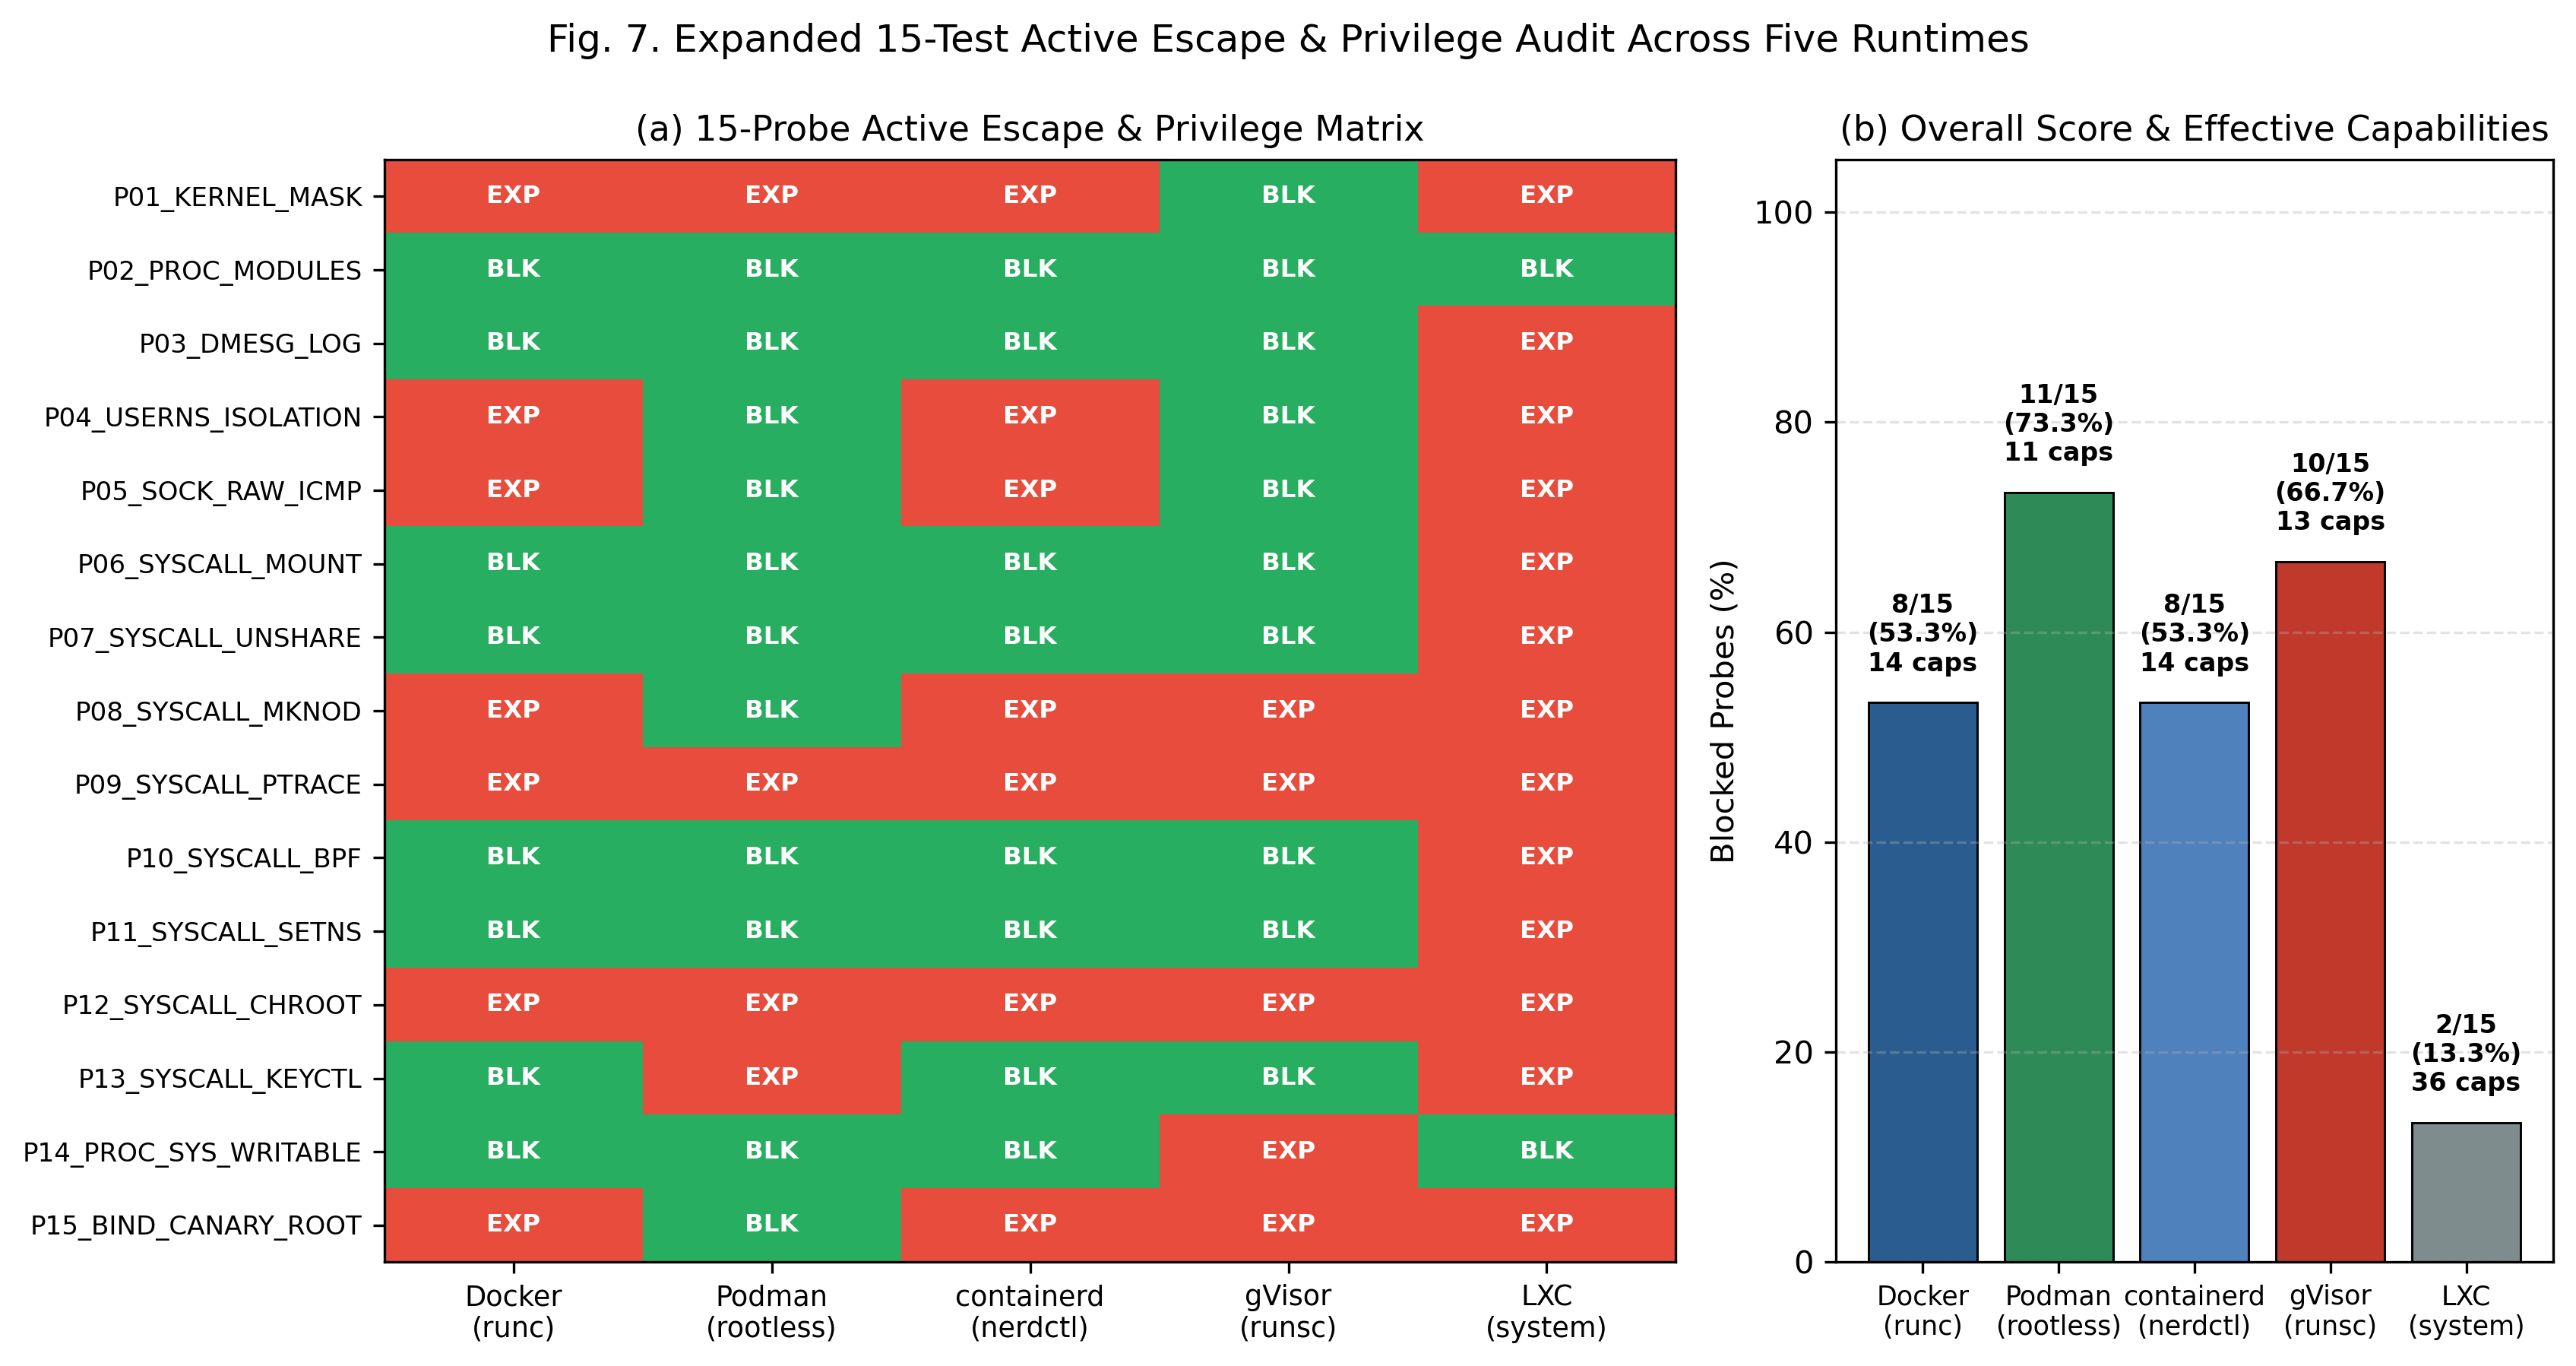 Fig. 7. Expanded 15-Test Active Escape & Privilege Audit Across Five Runtimes
(a) 15-Probe Active Escape & Privilege Matrix
P01_KERNEL_MASK EXP EXP EXP BLK EXP
P02_PROC_MODULES BLK BLK BLK BLK BLK
P03_DMESG_LOG BLK BLK BLK BLK EXP
P04_USERNS_ISOLATION EXP BLK EXP BLK EXP
P05_SOCK_RAW_ICMP EXP BLK EXP BLK EXP
P06_SYSCALL_MOUNT BLK BLK BLK BLK EXP
P07_SYSCALL_UNSHARE BLK BLK BLK BLK EXP
P08_SYSCALL_MKNOD EXP BLK EXP EXP EXP
P09_SYSCALL_PTRACE EXP EXP EXP EXP EXP
P10_SYSCALL_BPF BLK BLK BLK BLK EXP
P11_SYSCALL_SETNS BLK BLK BLK BLK EXP
P12_SYSCALL_CHROOT EXP EXP EXP EXP EXP
P13_SYSCALL_KEYCTL BLK EXP BLK BLK EXP
P14_PROC_SYS_WRITABLE BLK BLK BLK EXP BLK
P15_BIND_CANARY_ROOT EXP BLK EXP EXP EXP
Docker Podman containerd gVisor LXC
(runc) (rootless) (nerdctl) (runsc) (system)
(b) Overall Score & Effective Capabilities
Blocked Probes (%)
100
80
60
40
20
0
8/15
(53.3%)
14 caps
11/15
(73.3%)
11 caps
8/15
(53.3%)
14 caps
10/15
(66.7%)
13 caps
2/15
(13.3%)
36 caps
Docker Podman containerd gVisor LXC
(runc) (rootless) (nerdctl) (runsc) (system)